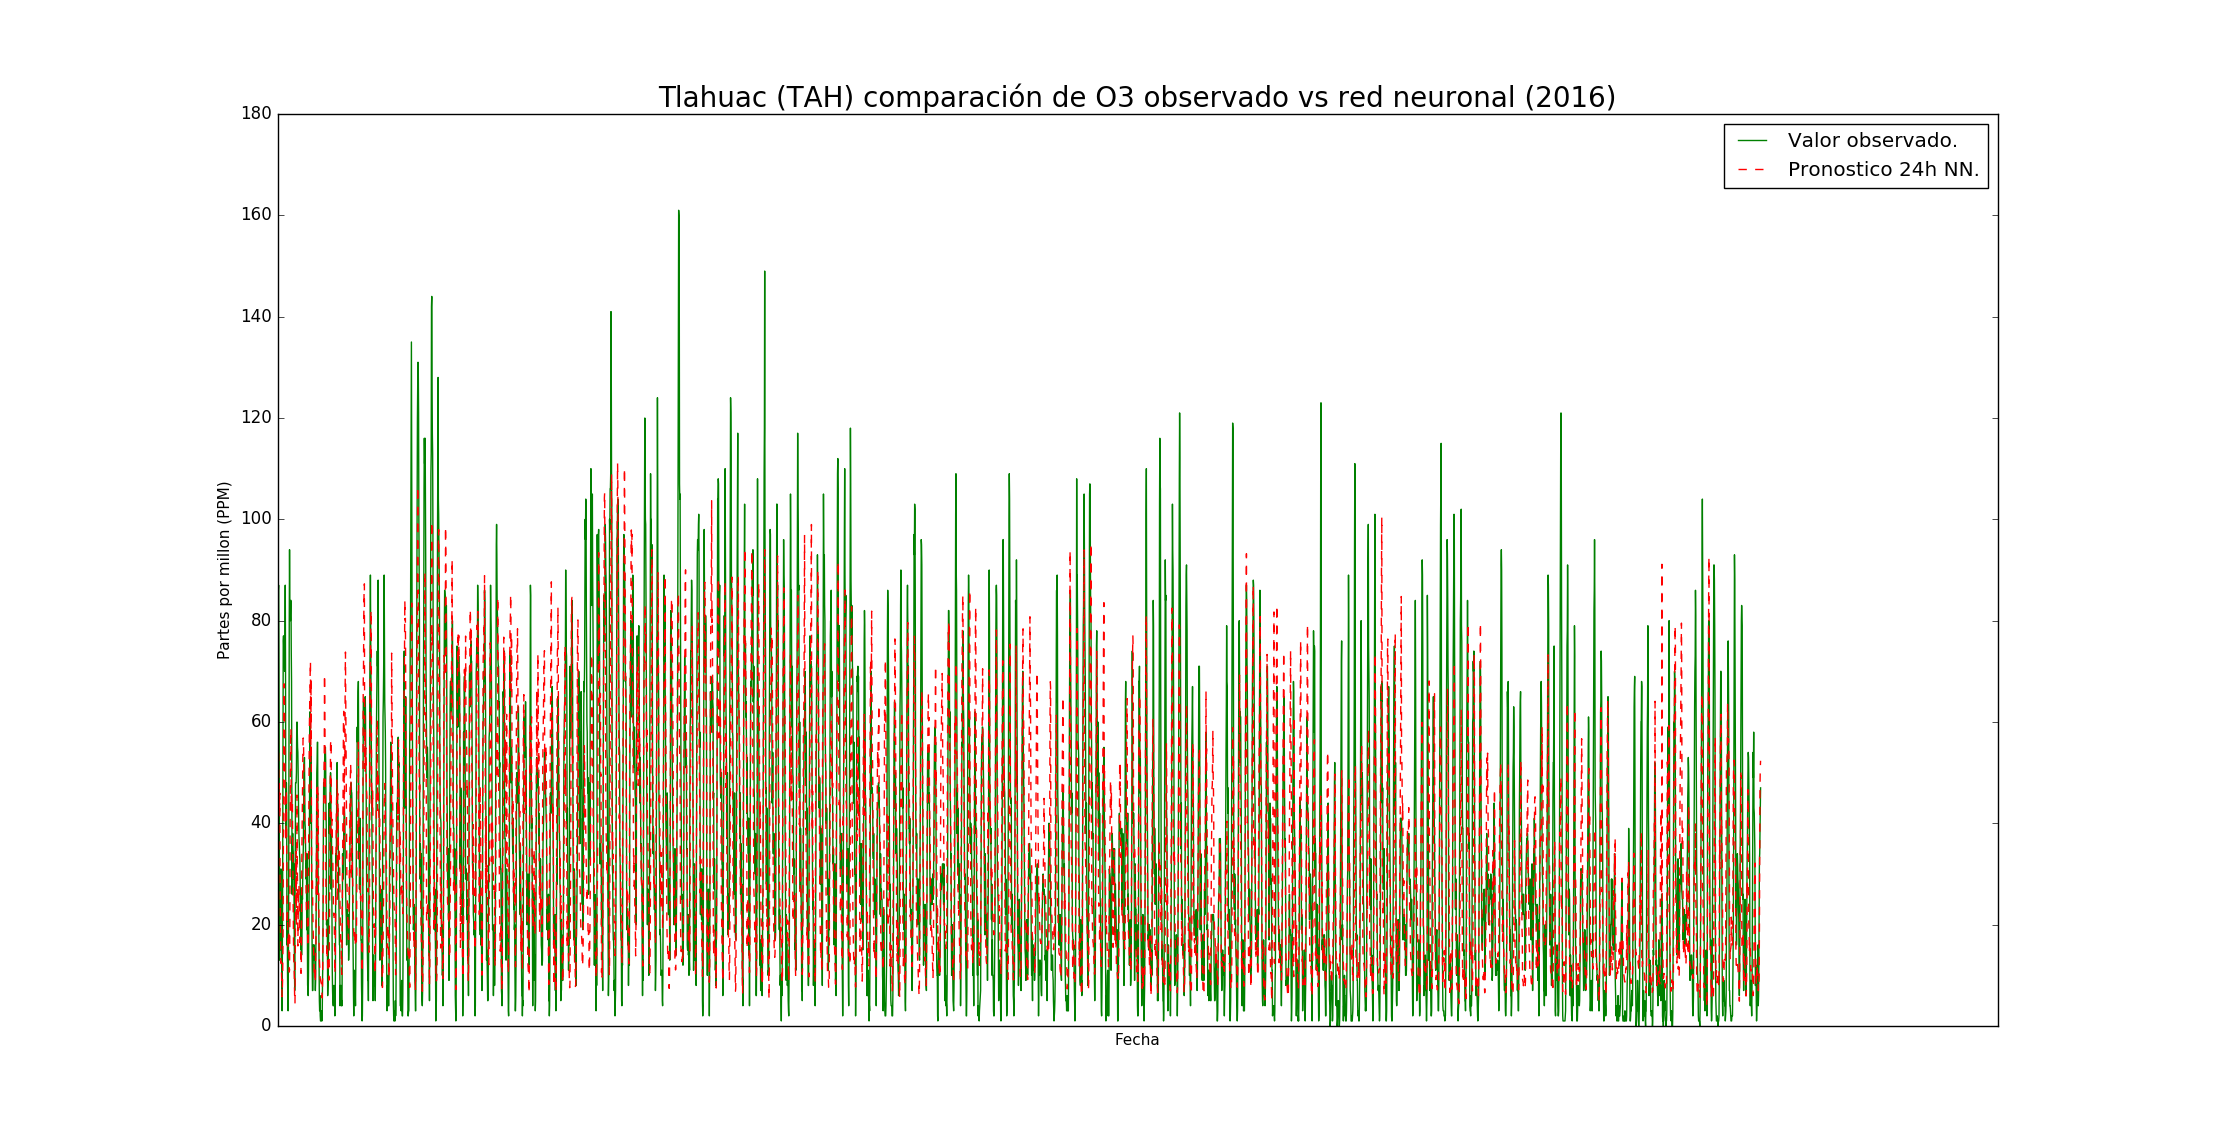 Tlahuac (TAH) comparación de O3 observado vs red neuronal (2016)
180
160
140
120
100
80
60
40
20
0
Partes por millon (PPM)
Fecha
Valor observado.
Pronostico 24h NN.